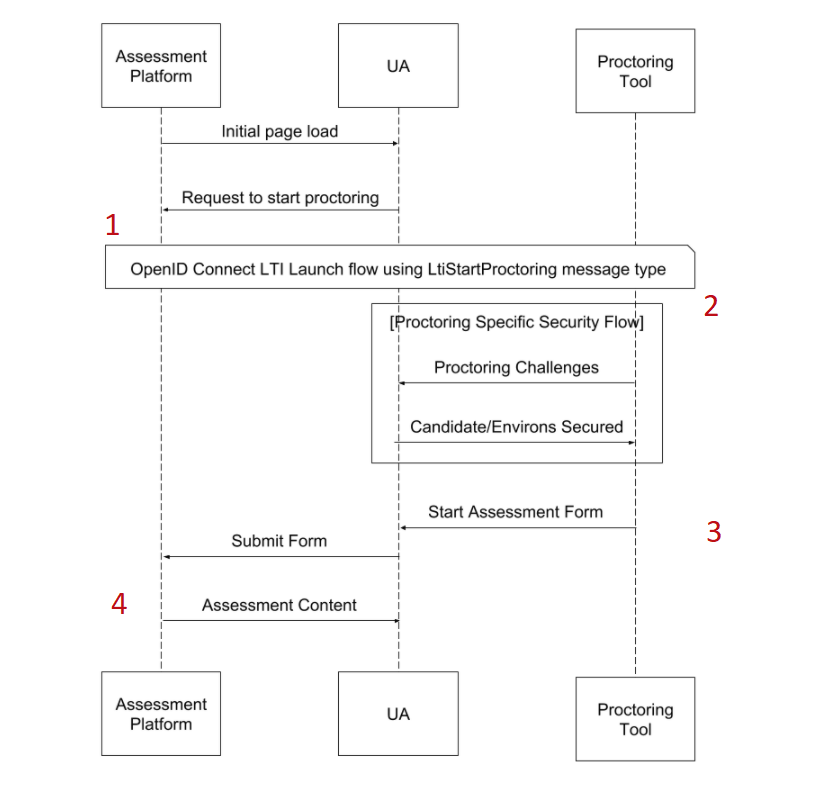 Assessment
Platform
UA
Proctoring
Tool
Initial page load
Request to start proctoring
1
OpenID Connect LTI Launch flow using LtiStartProctoring message type
2
[Proctoring Specific Security Flow]
Proctoring Challenges
Candidate/Environs Secured
Start Assessment Form
3
Submit Form
4
Assessment Content
Assessment
Platform
UA
Proctoring
Tool